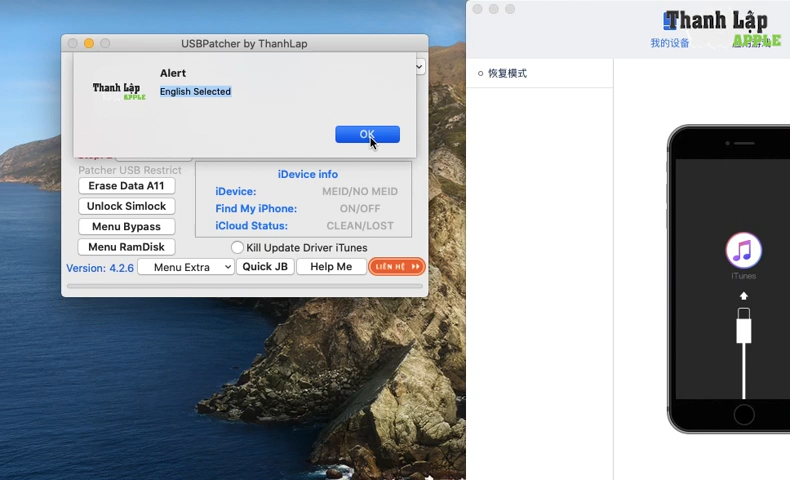 USBPatcher by ThanhLap
Alert
English Selected
Thanh Lập
APPLE
OK
Patcher USB Restrict
Erase Data A11
Unlock Simlock
Menu Bypass
Menu RamDisk
iDevice info
iDevice: MEID/NO MEID
Find My iPhone: ON/OFF
iCloud Status: CLEAN/LOST
Kill Update Driver iTunes
Version: 4.2.6
Menu Extra
Quick JB
Help Me
LIÊN HỆ
Thanh Lập
APPLE
我的设备
恢复模式
iTunes